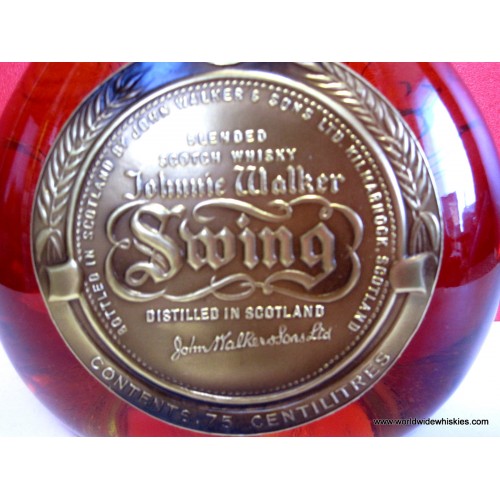 BOTTLED IN SCOTLAND BY JOHN WALKER & SONS LTD. KILMARNOCK, SCOTLAND
BLENDED
SCOTCH WHISKY
Johnnie Walker
Swing
DISTILLED IN SCOTLAND
John Walker & Sons Ltd
CONTENTS. 75 CENTILITRES
www.worldwidewhiskies.com